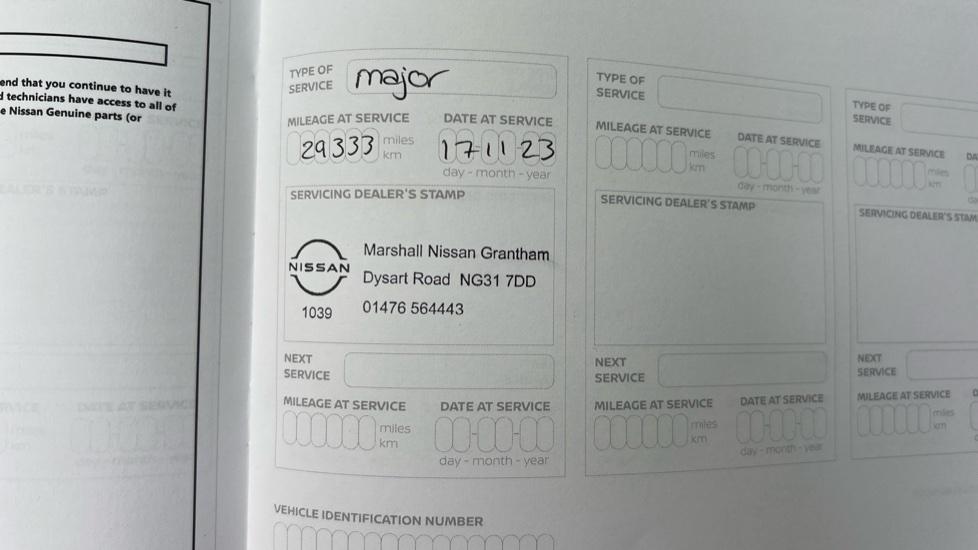 end that you continue to have it
d technicians have access to all of
e Nissan Genuine parts (or
TYPE OF
SERVICE
major
MILEAGE AT SERVICE
29333
miles
km
DATE AT SERVICE
17 11 23
day - month - year
SERVICING DEALER'S STAMP
NISSAN
1039
Marshall Nissan Grantham
Dysart Road NG31 7DD
01476 564443
NEXT
SERVICE
MILEAGE AT SERVICE
miles
km
DATE AT SERVICE
day - month - year
VEHICLE IDENTIFICATION NUMBER
TYPE OF
SERVICE
MILEAGE AT SERVICE
miles
km
DATE AT SERVICE
day - month - year
SERVICING DEALER'S STAMP
NEXT
SERVICE
MILEAGE AT SERVICE
miles
km
DATE AT SERVICE
day - month - year
TYPE OF
SERVICE
MILEAGE AT SERVICE
miles
km
DA
da
SERVICING DEALER'S STAM
NEXT
SERVICE
MILEAGE AT SERVICE
miles
km